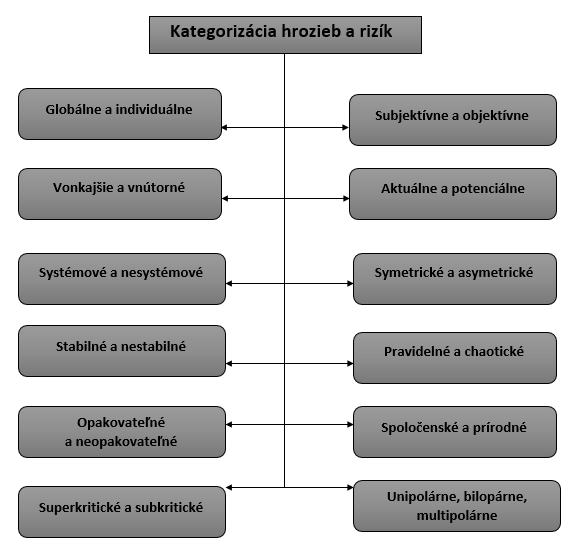 Kategorizácia hrozieb a rizík
Globálne a individuálne
Subjektívne a objektívne
Vonkajšie a vnútorné
Aktuálne a potenciálne
Systémové a nesystémové
Symetrické a asymetrické
Stabilné a nestabilné
Pravidelné a chaotické
Opakovateľné
a neopakovateľné
Spoločenské a prírodné
Superkritické a subkritické
Unipolárne, bilopárne,
multipolárne